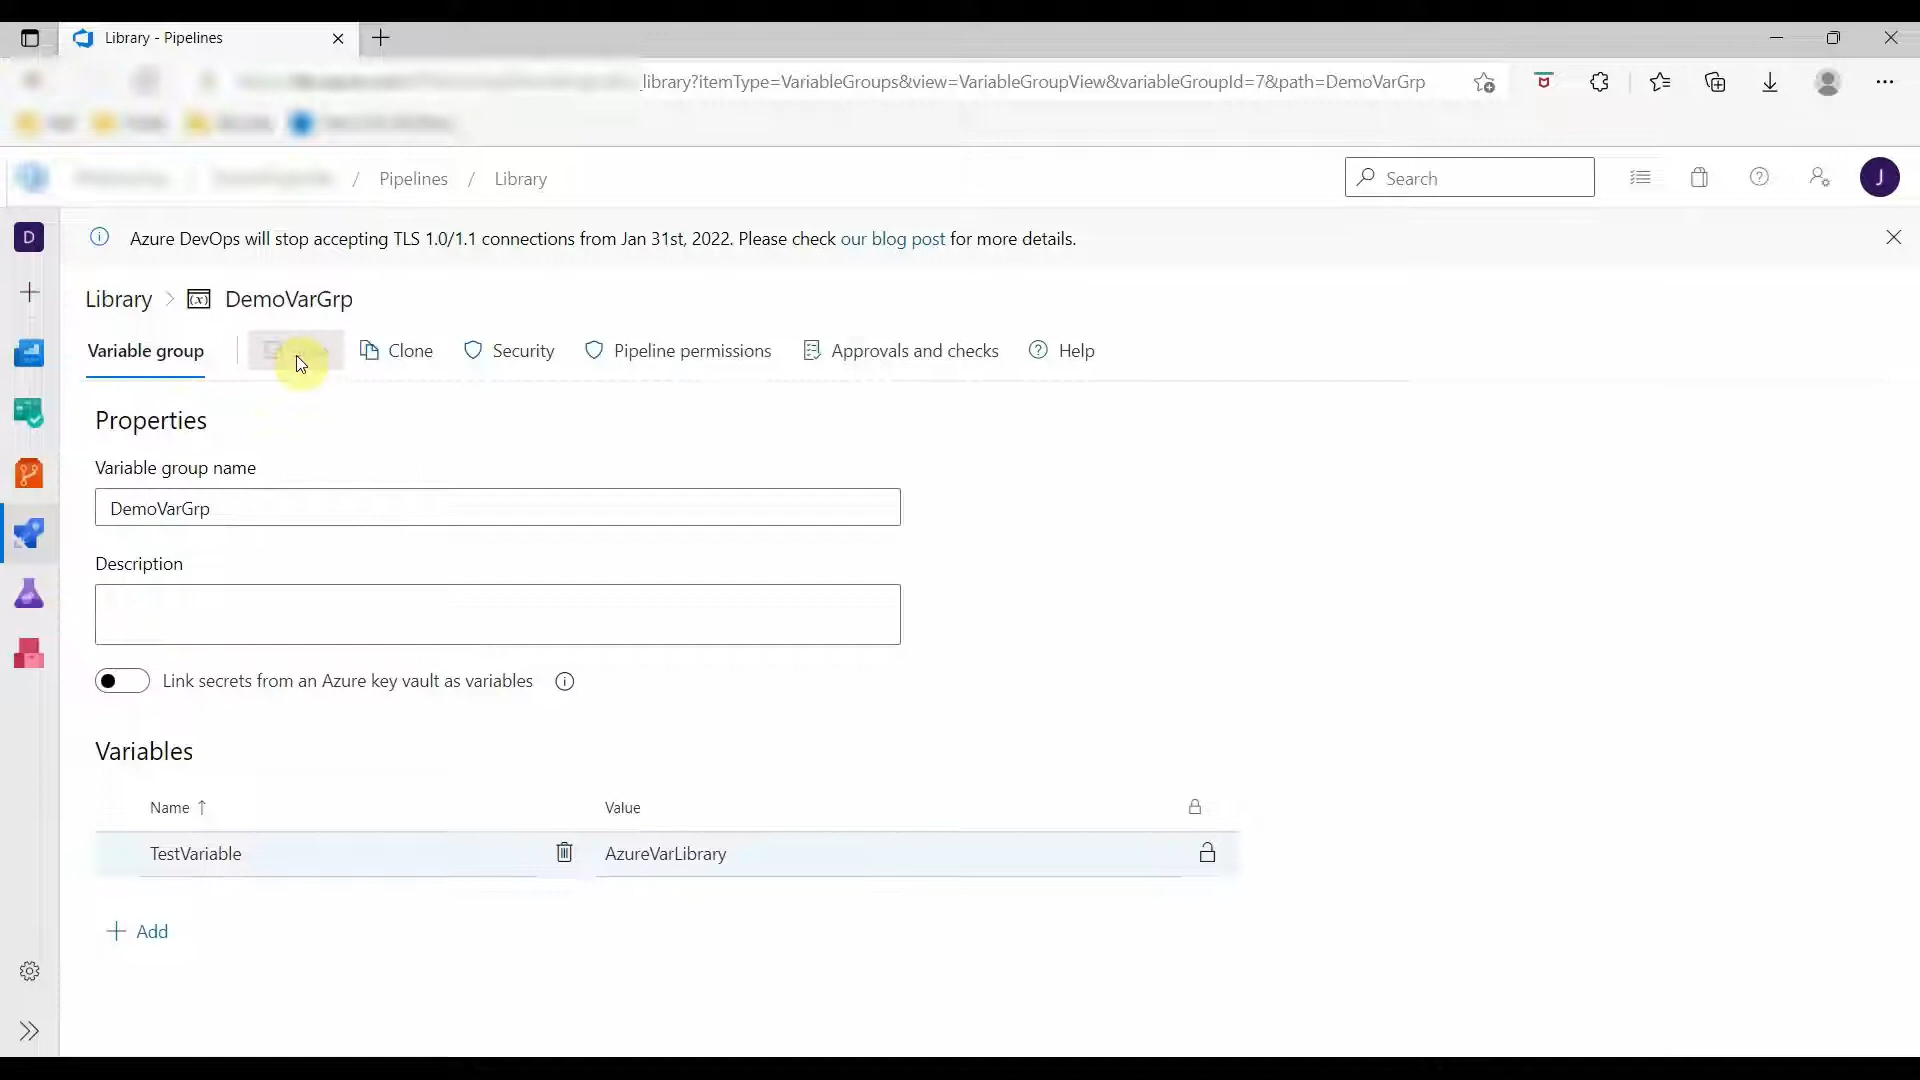 Library - Pipelines
_library?itemType=VariableGroups&view=VariableGroupView&variableGroupId=7&path=DemoVarGrp
/ Pipelines / Library
Search
J
D
Azure DevOps will stop accepting TLS 1.0/1.1 connections from Jan 31st, 2022. Please check our blog post for more details.
Library > (x) DemoVarGrp
Variable group
Clone
Security
Pipeline permissions
Approvals and checks
Help
Properties
Variable group name
DemoVarGrp
Description
Link secrets from an Azure key vault as variables
Variables
Name ↑
Value
TestVariable
AzureVarLibrary
+ Add